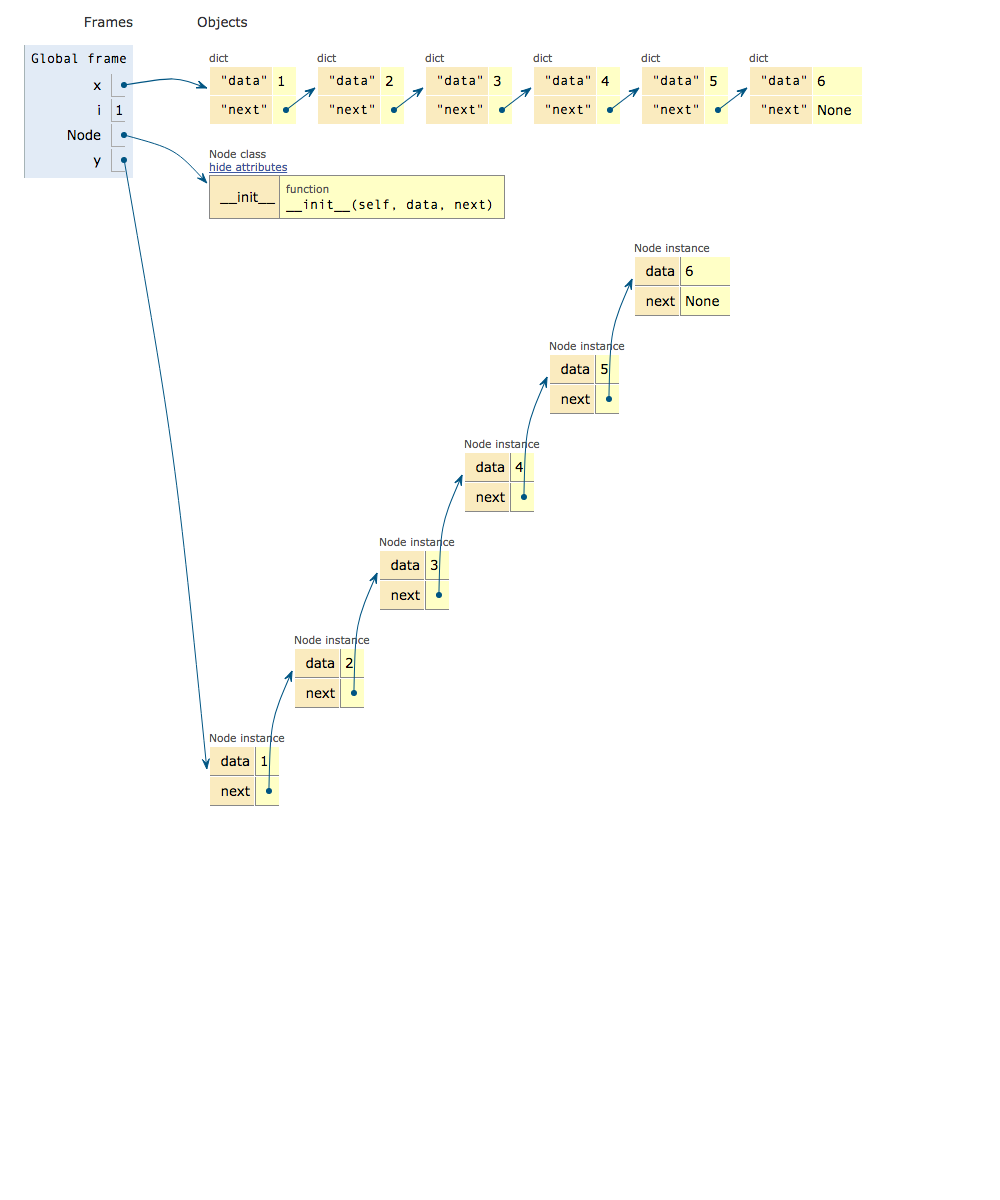 Frames Objects
Global frame
x
i 1
Node
y
dict dict dict dict dict dict
"data" 1 "data" 2 "data" 3 "data" 4 "data" 5 "data" 6
"next" "next" "next" "next" "next" "next" None
Node class
hide attributes
__init__ function
__init__(self, data, next)
Node instance
data 6
next None
Node instance
data 5
next
Node instance
data 4
next
Node instance
data 3
next
Node instance
data 2
next
Node instance
data 1
next